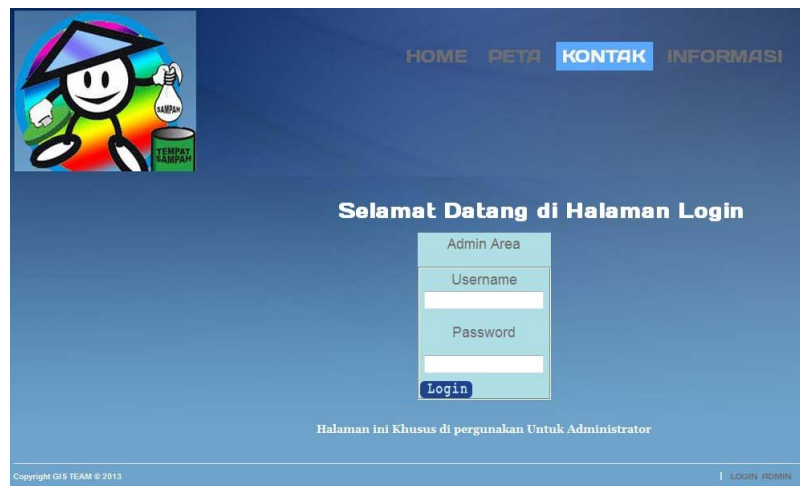 SAMPAH
TEMPAT
SAMPAH
HOME PETA KONTAK INFORMASI
Selamat Datang di Halaman Login
Admin Area
Username
Password
Login
Halaman ini Khusus di pergunakan Untuk Administrator
Copyright GIS TEAM © 2013
| LOGIN ADMIN